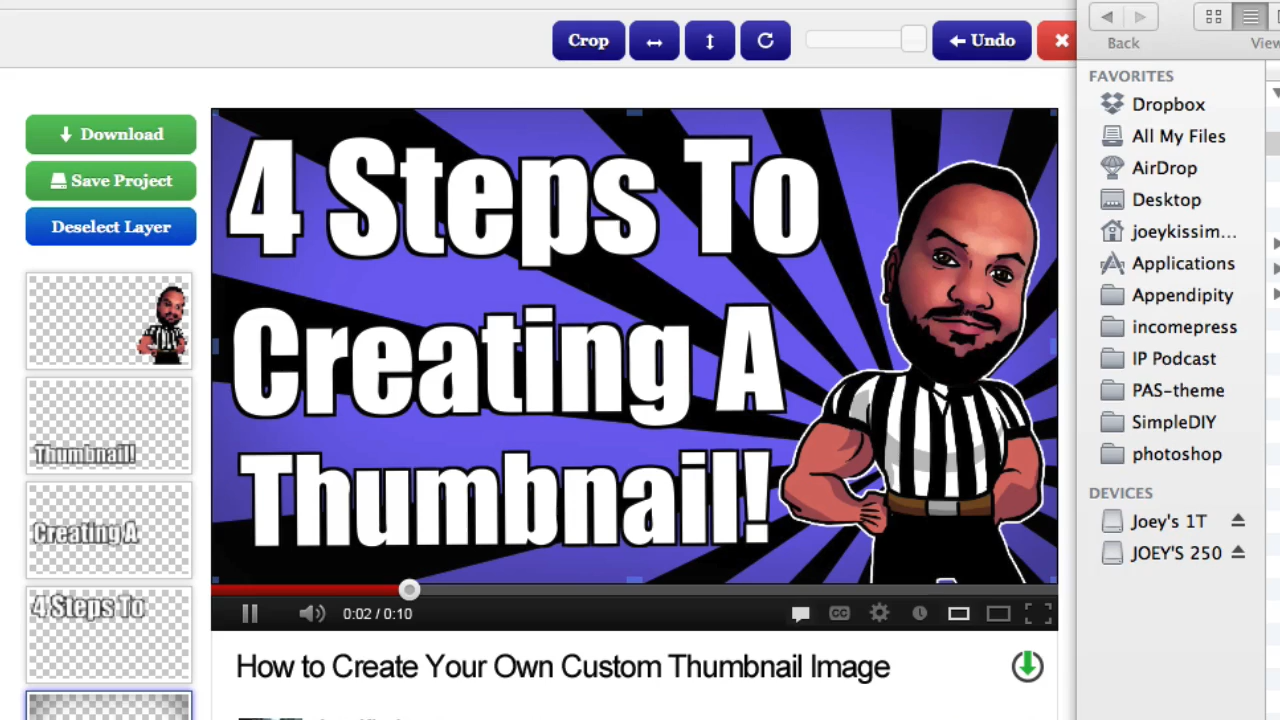 Crop
Undo
Back
View
Download
Save Project
Deselect Layer
4 Steps To
Creating A
Thumbnail!
Thumbnail!
Creating A
4 Steps To
CC
0:02 / 0:10
How to Create Your Own Custom Thumbnail Image
FAVORITES
Dropbox
All My Files
AirDrop
Desktop
joeykissim...
Applications
Appendipity
incomepress
IP Podcast
PAS-theme
SimpleDIY
photoshop
DEVICES
Joey's 1T
JOEY'S 250